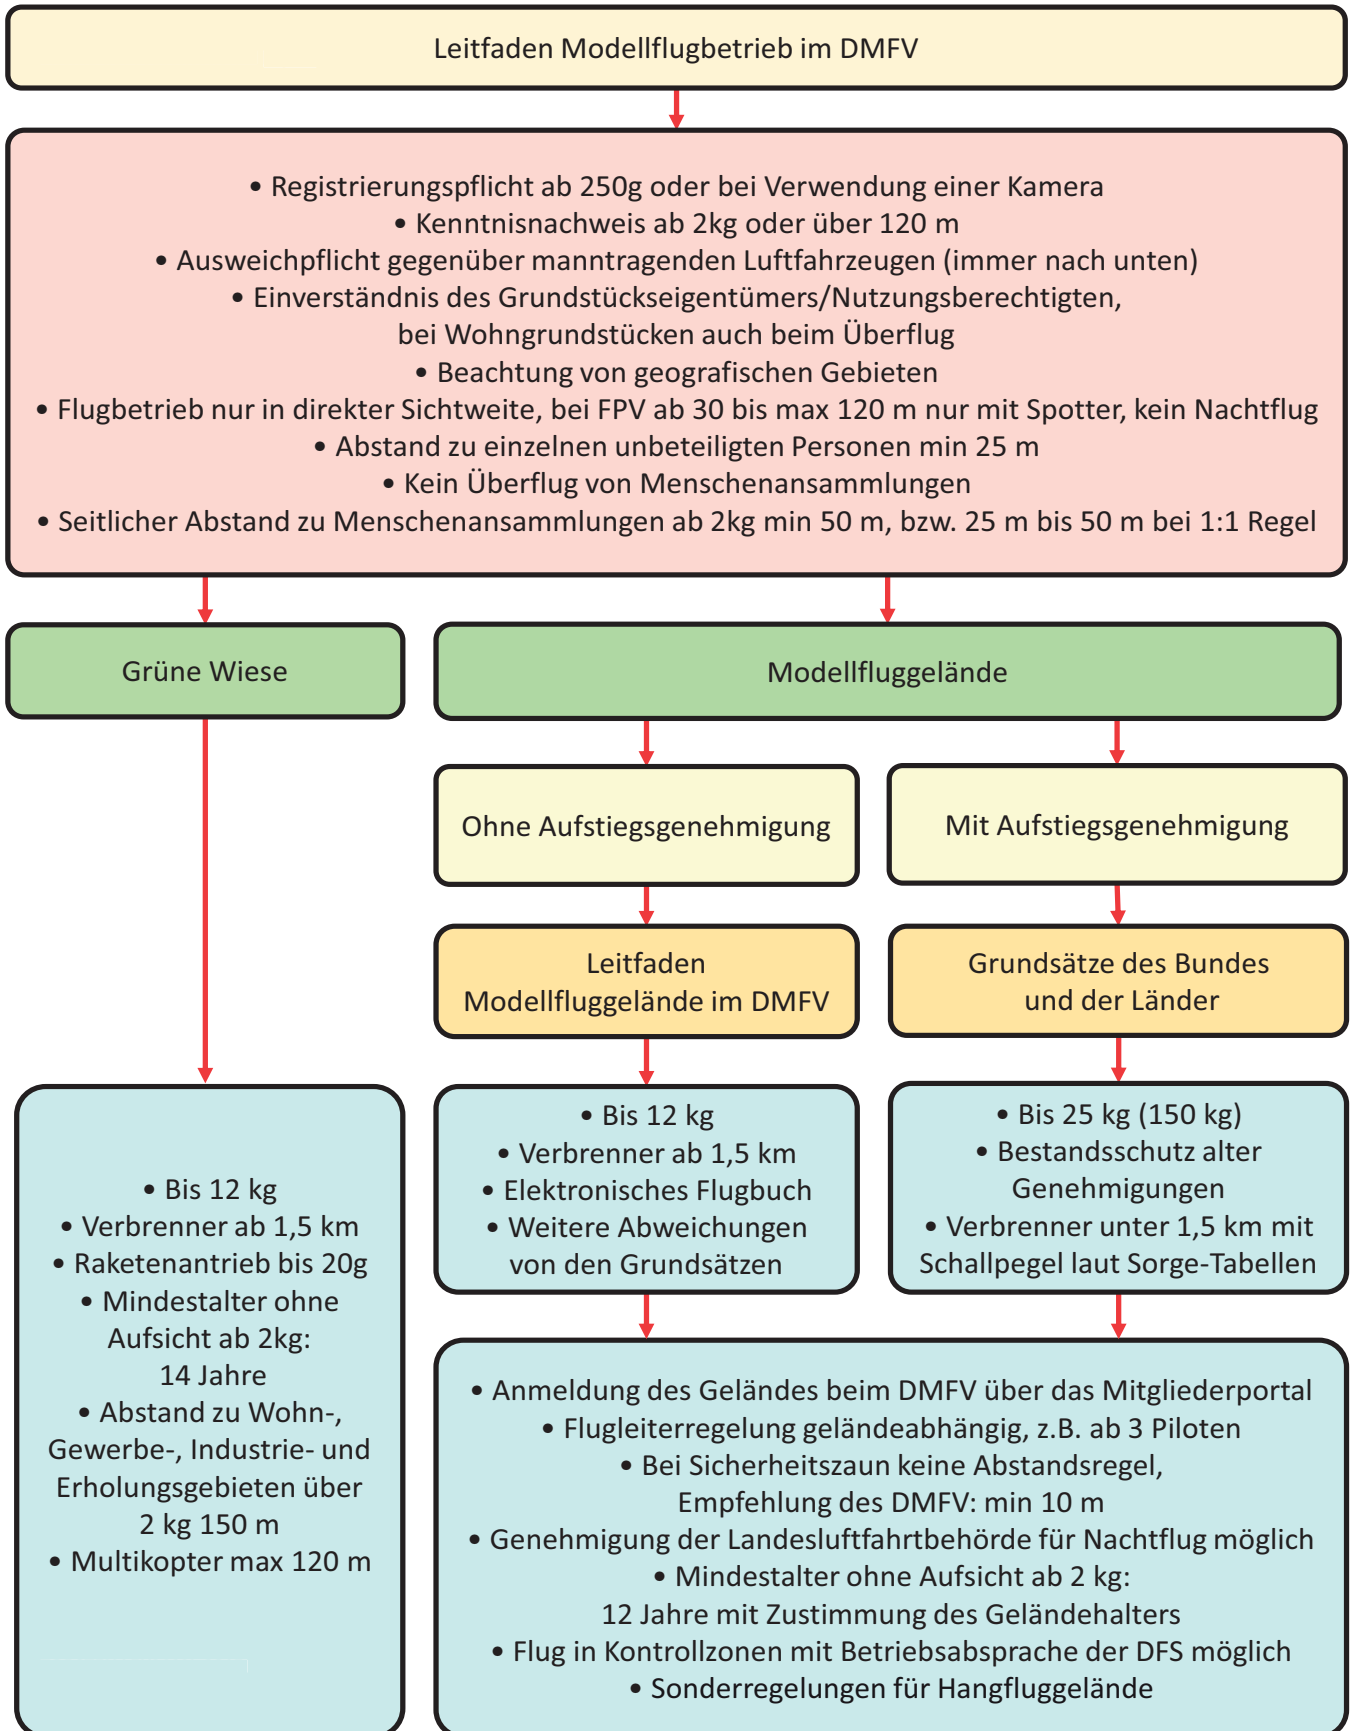 Leitfaden Modellflugbetrieb im DMFV
• Registrierungspflicht ab 250g oder bei Verwendung einer Kamera
• Kenntnisnachweis ab 2kg oder über 120 m
• Ausweichpflicht gegenüber manntragenden Luftfahrzeugen (immer nach unten)
• Einverständnis des Grundstückseigentümers/Nutzungsberechtigten,
bei Wohngrundstücken auch beim Überflug
• Beachtung von geografischen Gebieten
• Flugbetrieb nur in direkter Sichtweite, bei FPV ab 30 bis max 120 m nur mit Spotter, kein Nachtflug
• Abstand zu einzelnen unbeteiligten Personen min 25 m
• Kein Überflug von Menschenansammlungen
• Seitlicher Abstand zu Menschenansammlungen ab 2kg min 50 m, bzw. 25 m bis 50 m bei 1:1 Regel
Grüne Wiese
• Bis 12 kg
• Verbrenner ab 1,5 km
• Raketenantrieb bis 20g
• Mindestalter ohne
Aufsicht ab 2kg:
14 Jahre
• Abstand zu Wohn-,
Gewerbe-, Industrie- und
Erholungsgebieten über
2 kg 150 m
• Multikopter max 120 m
Modellfluggelände
Ohne Aufstiegsgenehmigung
Leitfaden
Modellfluggelände im DMFV
• Bis 12 kg
• Verbrenner ab 1,5 km
• Elektronisches Flugbuch
• Weitere Abweichungen
von den Grundsätzen
Mit Aufstiegsgenehmigung
Grundsätze des Bundes
und der Länder
• Bis 25 kg (150 kg)
• Bestandsschutz alter
Genehmigungen
• Verbrenner unter 1,5 km mit
Schallpegel laut Sorge-Tabellen
• Anmeldung des Geländes beim DMFV über das Mitgliederportal
• Flugleiterregelung geländeabhängig, z.B. ab 3 Piloten
• Bei Sicherheitszaun keine Abstandsregel,
Empfehlung des DMFV: min 10 m
• Genehmigung der Landesluftfahrtbehörde für Nachtflug möglich
• Mindestalter ohne Aufsicht ab 2 kg:
12 Jahre mit Zustimmung des Geländehalters
• Flug in Kontrollzonen mit Betriebsabsprache der DFS möglich
• Sonderregelungen für Hangfluggelände